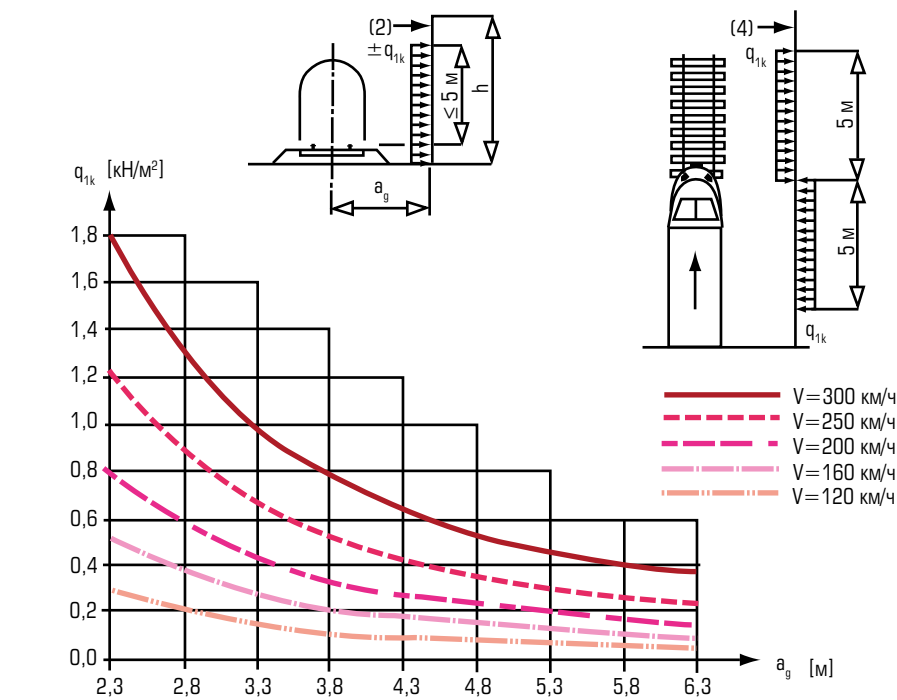 (2)
±q1k
≤ 5 м
h
ag
(4)
q1k
5 м
5 м
q1k
q1k [кН/м²]
1,8
1,6
1,4
1,2
1,0
0,8
0,6
0,4
0,2
0,0
2,3 2,8 3,3 3,8 4,3 4,8 5,3 5,8 6,3
ag [м]
V=300 км/ч
V=250 км/ч
V=200 км/ч
V=160 км/ч
V=120 км/ч